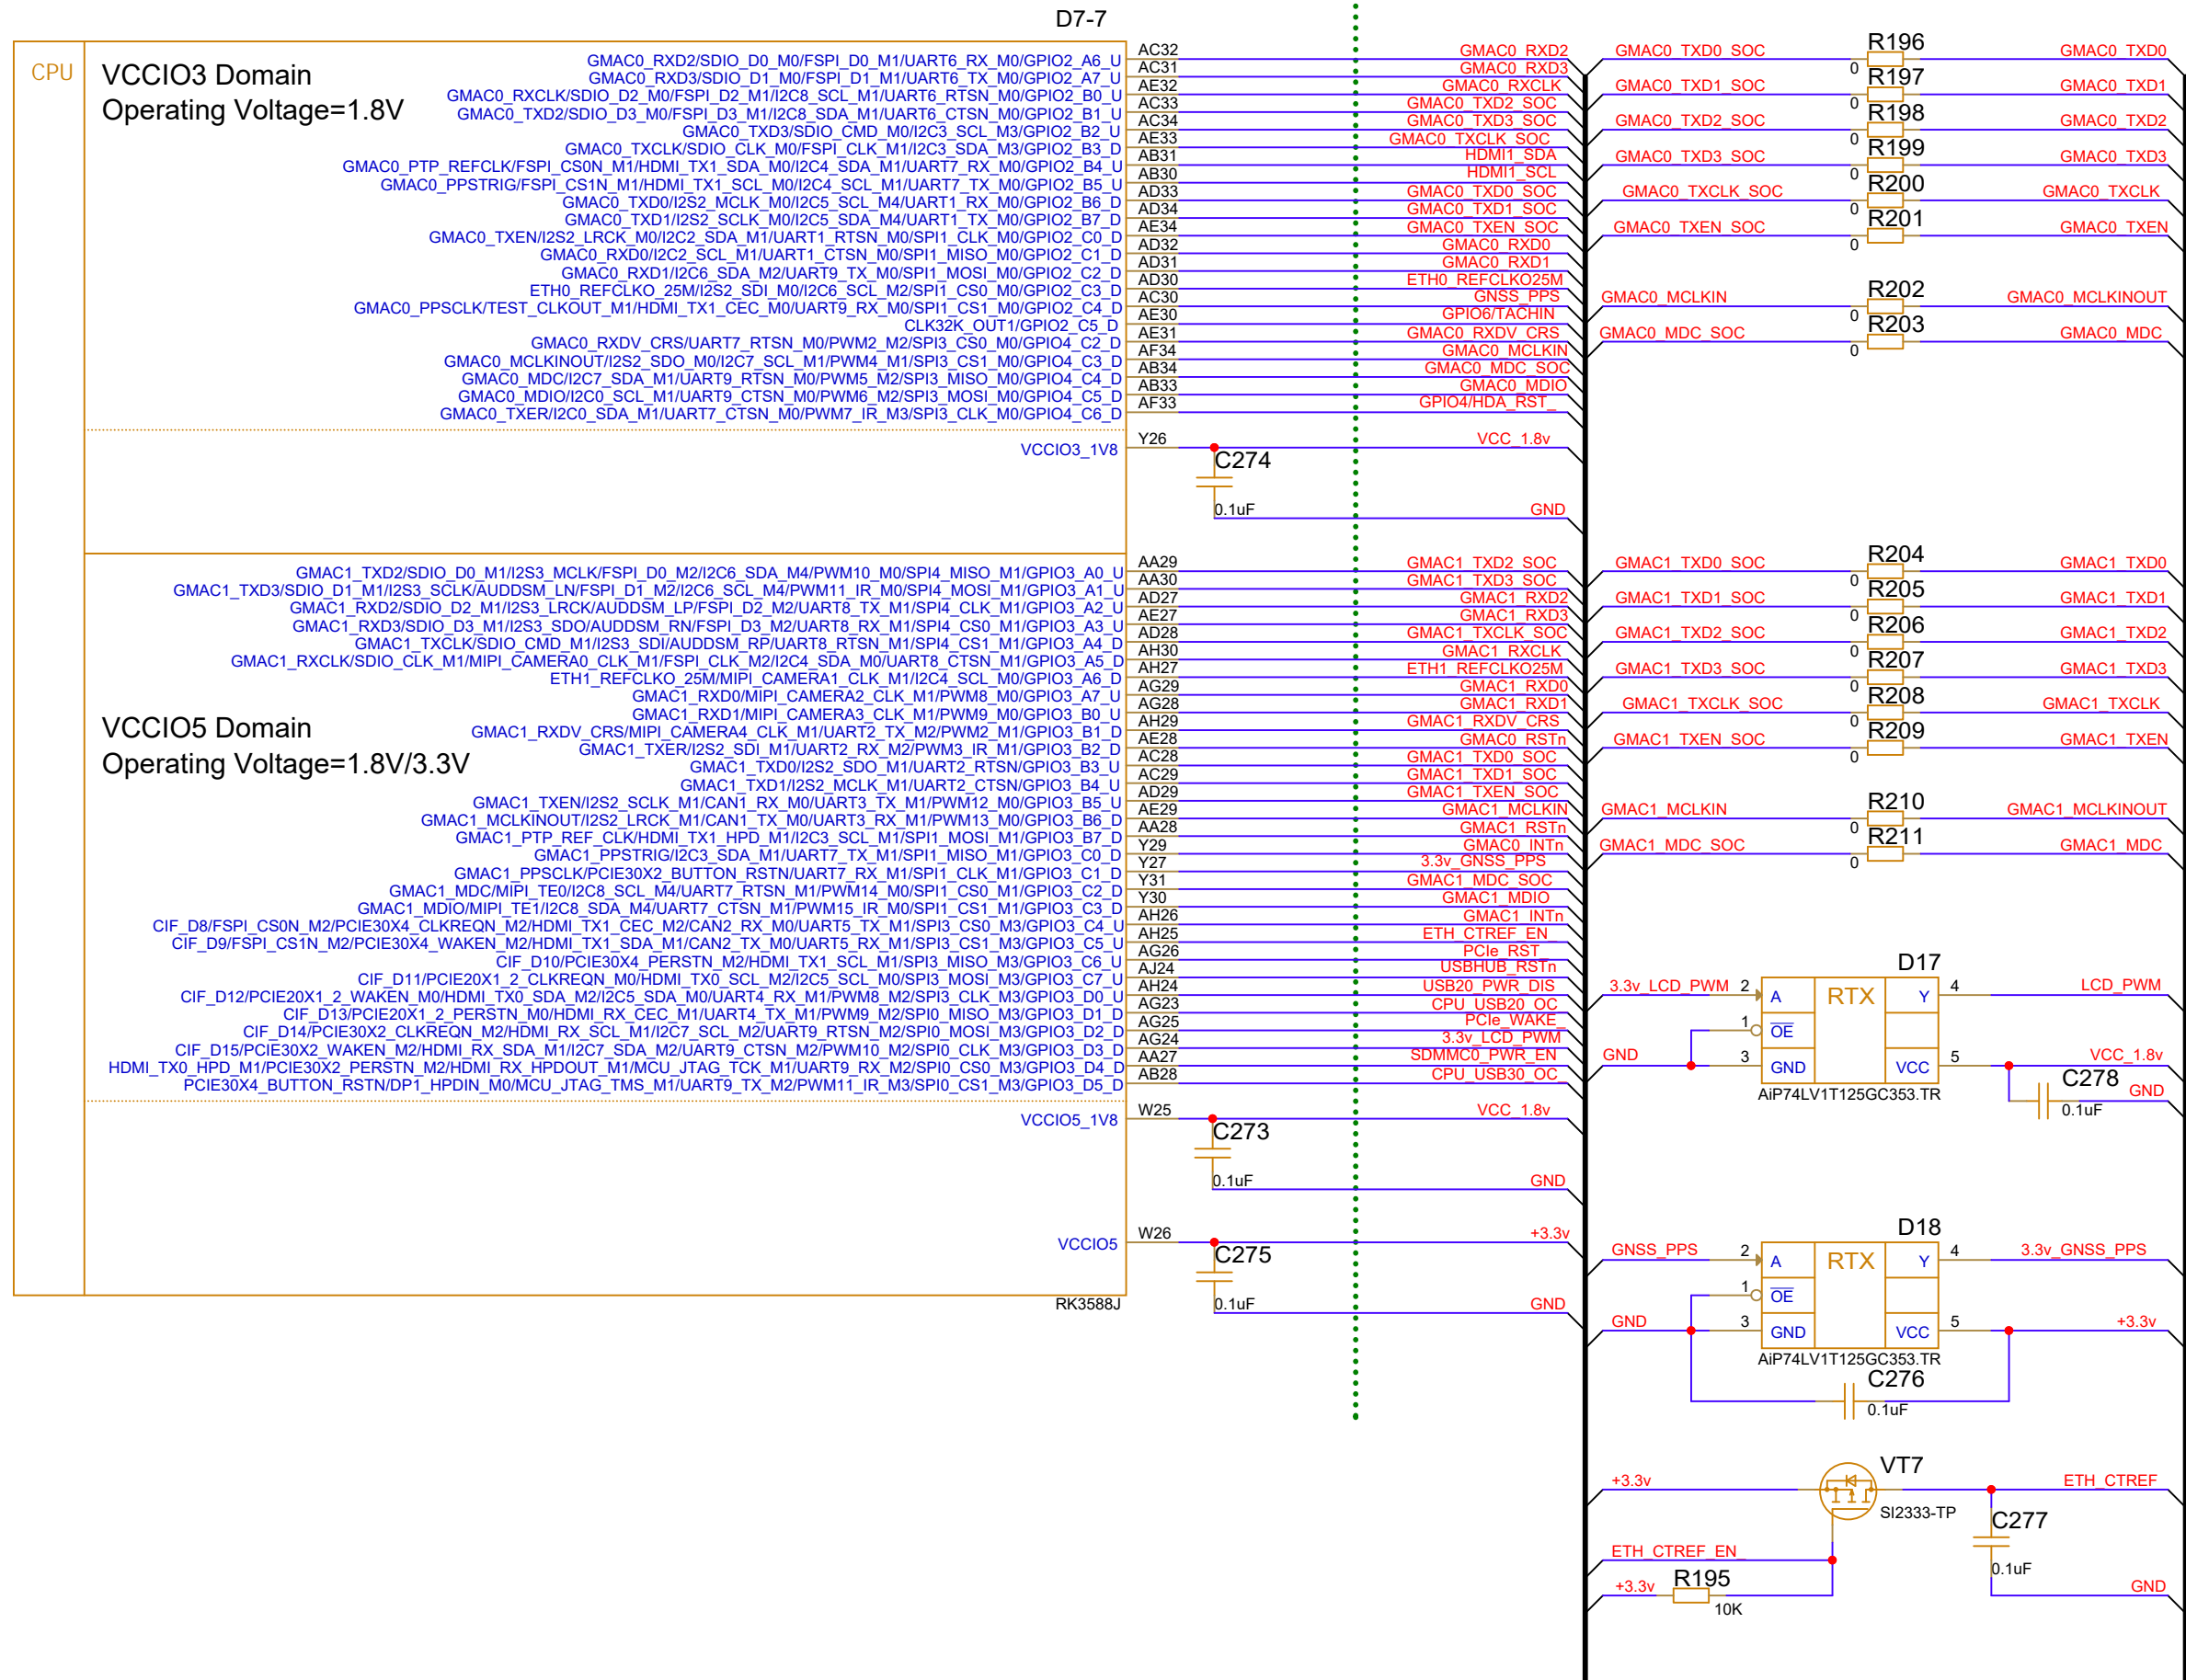 D7-7
CPU
VCCIO3 Domain
Operating Voltage=1.8V
GMAC0_RXD2/SDIO_D0_M0/FSPI_D0_M1/UART6_RX_M0/GPIO2_A6_U AC32 GMAC0_RXD2
GMAC0_RXD3/SDIO_D1_M0/FSPI_D1_M1/UART6_TX_M0/GPIO2_A7_U AC31 GMAC0_RXD3
GMAC0_RXCLK/SDIO_D2_M0/FSPI_D2_M1/I2C8_SCL_M1/UART6_RTSN_M0/GPIO2_B0_U AE32 GMAC0_RXCLK
GMAC0_TXD2/SDIO_D3_M0/FSPI_D3_M1/I2C8_SDA_M1/UART6_CTSN_M0/GPIO2_B1_U AC33 GMAC0_TXD2_SOC
GMAC0_TXD3/SDIO_CMD_M0/I2C3_SCL_M3/GPIO2_B2_U AC34 GMAC0_TXD3_SOC
GMAC0_TXCLK/SDIO_CLK_M0/FSPI_CLK_M1/I2C3_SDA_M3/GPIO2_B3_D AE33 GMAC0_TXCLK_SOC
GMAC0_PTP_REFCLK/FSPI_CS0N_M1/HDMI_TX1_SDA_M0/I2C4_SDA_M1/UART7_RX_M0/GPIO2_B4_U AB31 HDMI1_SDA
GMAC0_PPSTRIG/FSPI_CS1N_M1/HDMI_TX1_SCL_M0/I2C4_SCL_M1/UART7_TX_M0/GPIO2_B5_U AB30 HDMI1_SCL
GMAC0_TXD0/I2S2_MCLK_M0/I2C5_SCL_M4/UART1_RX_M0/GPIO2_B6_D AD33 GMAC0_TXD0_SOC
GMAC0_TXD1/I2S2_SCLK_M0/I2C5_SDA_M4/UART1_TX_M0/GPIO2_B7_D AD34 GMAC0_TXD1_SOC
GMAC0_TXEN/I2S2_LRCK_M0/I2C2_SDA_M1/UART1_RTSN_M0/SPI1_CLK_M0/GPIO2_C0_D AE34 GMAC0_TXEN_SOC
GMAC0_RXD0/I2C2_SCL_M1/UART1_CTSN_M0/SPI1_MISO_M0/GPIO2_C1_D AD32 GMAC0_RXD0
GMAC0_RXD1/I2C6_SDA_M2/UART9_TX_M0/SPI1_MOSI_M0/GPIO2_C2_D AD31 GMAC0_RXD1
ETH0_REFCLKO_25M/I2S2_SDI_M0/I2C6_SCL_M2/SPI1_CS0_M0/GPIO2_C3_D AD30 ETH0_REFCLKO25M
GMAC0_PPSCLK/TEST_CLKOUT_M1/HDMI_TX1_CEC_M0/UART9_RX_M0/SPI1_CS1_M0/GPIO2_C4_D AC30 GNSS_PPS
CLK32K_OUT1/GPIO2_C5_D AE30 GPIO6/TACHIN
GMAC0_RXDV_CRS/UART7_RTSN_M0/PWM2_M2/SPI3_CS0_M0/GPIO4_C2_D AE31 GMAC0_RXDV_CRS
GMAC0_MCLKINOUT/I2S2_SDO_M0/I2C7_SCL_M1/PWM4_M1/SPI3_CS1_M0/GPIO4_C3_D AF34 GMAC0_MCLKIN
GMAC0_MDC/I2C7_SDA_M1/UART9_RTSN_M0/PWM5_M2/SPI3_MISO_M0/GPIO4_C4_D AB34 GMAC0_MDC_SOC
GMAC0_MDIO/I2C0_SCL_M1/UART9_CTSN_M0/PWM6_M2/SPI3_MOSI_M0/GPIO4_C5_D AB33 GMAC0_MDIO
GMAC0_TXER/I2C0_SDA_M1/UART7_CTSN_M0/PWM7_IR_M3/SPI3_CLK_M0/GPIO4_C6_D AF33 GPIO4/HDA_RST_
VCCIO3_1V8 Y26 VCC_1.8v
C274
0.1uF GND
VCCIO5 Domain
Operating Voltage=1.8V/3.3V
GMAC1_TXD2/SDIO_D0_M1/I2S3_MCLK/FSPI_D0_M2/I2C6_SDA_M4/PWM10_M0/SPI4_MISO_M1/GPIO3_A0_U AA29 GMAC1_TXD2_SOC
GMAC1_TXD3/SDIO_D1_M1/I2S3_SCLK/AUDDSM_LN/FSPI_D1_M2/I2C6_SCL_M4/PWM11_IR_M0/SPI4_MOSI_M1/GPIO3_A1_U AA30 GMAC1_TXD3_SOC
GMAC1_RXD2/SDIO_D2_M1/I2S3_LRCK/AUDDSM_LP/FSPI_D2_M2/UART8_TX_M1/SPI4_CLK_M1/GPIO3_A2_U AD27 GMAC1_RXD2
GMAC1_RXD3/SDIO_D3_M1/I2S3_SDO/AUDDSM_RN/FSPI_D3_M2/UART8_RX_M1/SPI4_CS0_M1/GPIO3_A3_U AE27 GMAC1_RXD3
GMAC1_TXCLK/SDIO_CMD_M1/I2S3_SDI/AUDDSM_RP/UART8_RTSN_M1/SPI4_CS1_M1/GPIO3_A4_D AD28 GMAC1_TXCLK_SOC
GMAC1_RXCLK/SDIO_CLK_M1/MIPI_CAMERA0_CLK_M1/FSPI_CLK_M2/I2C4_SDA_M0/UART8_CTSN_M1/GPIO3_A5_D AH30 GMAC1_RXCLK
ETH1_REFCLKO_25M/MIPI_CAMERA1_CLK_M1/I2C4_SCL_M0/GPIO3_A6_D AH27 ETH1_REFCLKO25M
GMAC1_RXD0/MIPI_CAMERA2_CLK_M1/PWM8_M0/GPIO3_A7_U AG29 GMAC1_RXD0
GMAC1_RXD1/MIPI_CAMERA3_CLK_M1/PWM9_M0/GPIO3_B0_U AG28 GMAC1_RXD1
GMAC1_RXDV_CRS/MIPI_CAMERA4_CLK_M1/UART2_TX_M2/PWM2_M1/GPIO3_B1_D AH29 GMAC1_RXDV_CRS
GMAC1_TXER/I2S2_SDI_M1/UART2_RX_M2/PWM3_IR_M1/GPIO3_B2_D AE28 GMAC0_RSTn
GMAC1_TXD0/I2S2_SDO_M1/UART2_RTSN/GPIO3_B3_U AC28 GMAC1_TXD0_SOC
GMAC1_TXD1/I2S2_MCLK_M1/UART2_CTSN/GPIO3_B4_U AC29 GMAC1_TXD1_SOC
GMAC1_TXEN/I2S2_SCLK_M1/CAN1_RX_M0/UART3_TX_M1/PWM12_M0/GPIO3_B5_U AD29 GMAC1_TXEN_SOC
GMAC1_MCLKINOUT/I2S2_LRCK_M1/CAN1_TX_M0/UART3_RX_M1/PWM13_M0/GPIO3_B6_D AE29 GMAC1_MCLKIN
GMAC1_PTP_REF_CLK/HDMI_TX1_HPD_M1/I2C3_SCL_M1/SPI1_MOSI_M1/GPIO3_B7_D AA28 GMAC1_RSTn
GMAC1_PPSTRIG/I2C3_SDA_M1/UART7_TX_M1/SPI1_MISO_M1/GPIO3_C0_D Y29 GMAC0_INTn
GMAC1_PPSCLK/PCIE30X2_BUTTON_RSTN/UART7_RX_M1/SPI1_CLK_M1/GPIO3_C1_D Y27 3.3v_GNSS_PPS
GMAC1_MDC/MIPI_TE0/I2C8_SCL_M4/UART7_RTSN_M1/PWM14_M0/SPI1_CS0_M1/GPIO3_C2_D Y31 GMAC1_MDC_SOC
GMAC1_MDIO/MIPI_TE1/I2C8_SDA_M4/UART7_CTSN_M1/PWM15_IR_M0/SPI1_CS1_M1/GPIO3_C3_D Y30 GMAC1_MDIO
CIF_D8/FSPI_CS0N_M2/PCIE30X4_CLKREQN_M2/HDMI_TX1_CEC_M2/CAN2_RX_M0/UART5_TX_M1/SPI3_CS0_M3/GPIO3_C4_U AH26 GMAC1_INTn
CIF_D9/FSPI_CS1N_M2/PCIE30X4_WAKEN_M2/HDMI_TX1_SDA_M1/CAN2_TX_M0/UART5_RX_M1/SPI3_CS1_M3/GPIO3_C5_U AH25 ETH_CTREF_EN_
CIF_D10/PCIE30X4_PERSTN_M2/HDMI_TX1_SCL_M1/SPI3_MISO_M3/GPIO3_C6_U AG26 PCIe_RST_
CIF_D11/PCIE20X1_2_CLKREQN_M0/HDMI_TX0_SCL_M2/I2C5_SCL_M0/SPI3_MOSI_M3/GPIO3_C7_U AJ24 USBHUB_RSTn
CIF_D12/PCIE20X1_2_WAKEN_M0/HDMI_TX0_SDA_M2/I2C5_SDA_M0/UART4_RX_M1/PWM8_M2/SPI3_CLK_M3/GPIO3_D0_U AH24 USB20_PWR_DIS
CIF_D13/PCIE20X1_2_PERSTN_M0/HDMI_RX_CEC_M1/UART4_TX_M1/PWM9_M2/SPI0_MISO_M3/GPIO3_D1_D AG23 CPU_USB20_OC_
CIF_D14/PCIE30X2_CLKREQN_M2/HDMI_RX_SCL_M1/I2C7_SCL_M2/UART9_RTSN_M2/SPI0_MOSI_M3/GPIO3_D2_D AG25 PCIe_WAKE_
CIF_D15/PCIE30X2_WAKEN_M2/HDMI_RX_SDA_M1/I2C7_SDA_M2/UART9_CTSN_M2/PWM10_M2/SPI0_CLK_M3/GPIO3_D3_D AG24 3.3v_LCD_PWM
HDMI_TX0_HPD_M1/PCIE30X2_PERSTN_M2/HDMI_RX_HPDOUT_M1/MCU_JTAG_TCK_M1/UART9_RX_M2/SPI0_CS0_M3/GPIO3_D4_D AA27 SDMMC0_PWR_EN
PCIE30X4_BUTTON_RSTN/DP1_HPDIN_M0/MCU_JTAG_TMS_M1/UART9_TX_M2/PWM11_IR_M3/SPI0_CS1_M3/GPIO3_D5_D AB28 CPU_USB30_OC_
VCCIO5_1V8 W25 VCC_1.8v
C273
0.1uF GND
VCCIO5 W26 +3.3v
C275
0.1uF GND
RK3588J
GMAC0_TXD0_SOC 0 R196 GMAC0_TXD0
GMAC0_TXD1_SOC 0 R197 GMAC0_TXD1
GMAC0_TXD2_SOC 0 R198 GMAC0_TXD2
GMAC0_TXD3_SOC 0 R199 GMAC0_TXD3
GMAC0_TXCLK_SOC 0 R200 GMAC0_TXCLK
GMAC0_TXEN_SOC 0 R201 GMAC0_TXEN
GMAC0_MCLKIN 0 R202 GMAC0_MCLKINOUT
GMAC0_MDC_SOC 0 R203 GMAC0_MDC
GMAC1_TXD0_SOC 0 R204 GMAC1_TXD0
GMAC1_TXD1_SOC 0 R205 GMAC1_TXD1
GMAC1_TXD2_SOC 0 R206 GMAC1_TXD2
GMAC1_TXD3_SOC 0 R207 GMAC1_TXD3
GMAC1_TXCLK_SOC 0 R208 GMAC1_TXCLK
GMAC1_TXEN_SOC 0 R209 GMAC1_TXEN
GMAC1_MCLKIN 0 R210 GMAC1_MCLKINOUT
GMAC1_MDC_SOC 0 R211 GMAC1_MDC
D17
3.3v_LCD_PWM 2 A RTX Y 4 LCD_PWM
1 OE
GND 3 GND VCC 5 VCC_1.8v
AiP74LV1T125GC353.TR
C278 GND
0.1uF
D18
GNSS_PPS 2 A RTX Y 4 3.3v_GNSS_PPS
1 OE
GND 3 GND VCC 5 +3.3v
AiP74LV1T125GC353.TR
C276
0.1uF
VT7
+3.3v ETH_CTREF
SI2333-TP
C277
ETH_CTREF_EN_
0.1uF
+3.3v R195 GND
10K